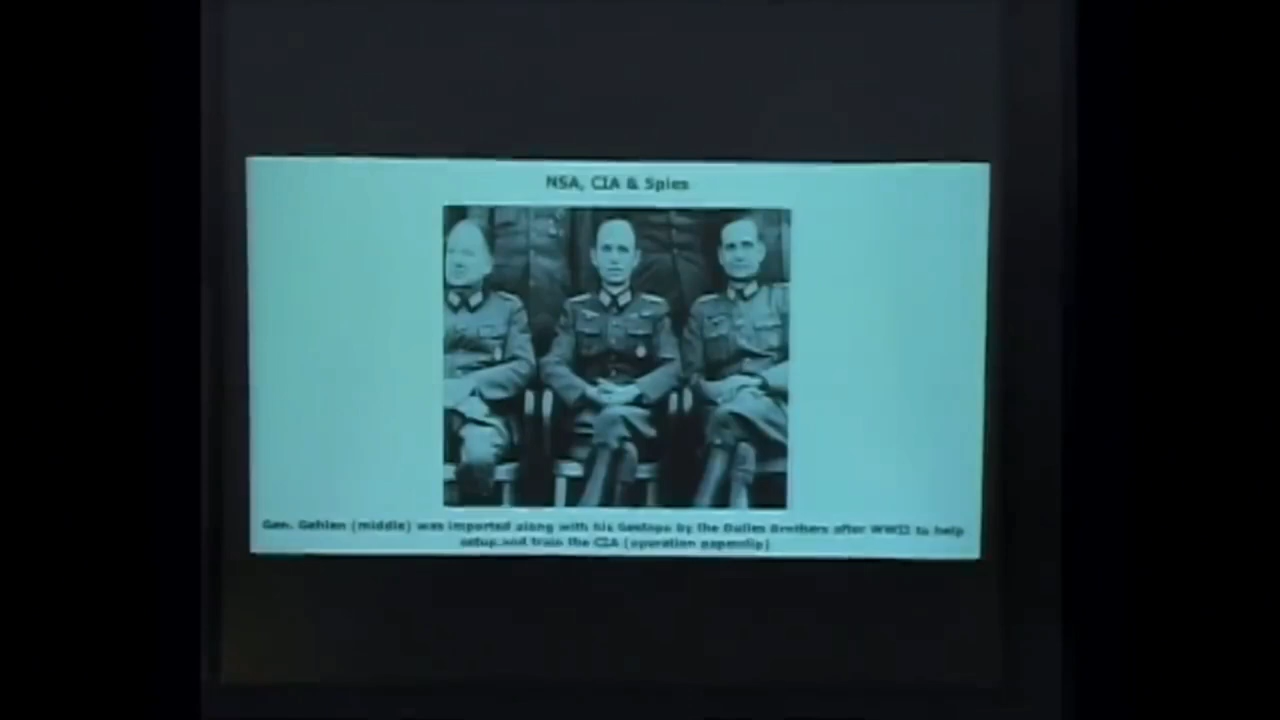 NSA, CIA & Spies
Gen. Gehlen (middle) was imported along with his Gestapo by the Dulles Brothers after WWII to help
setup and train the CIA (operation paperclip)